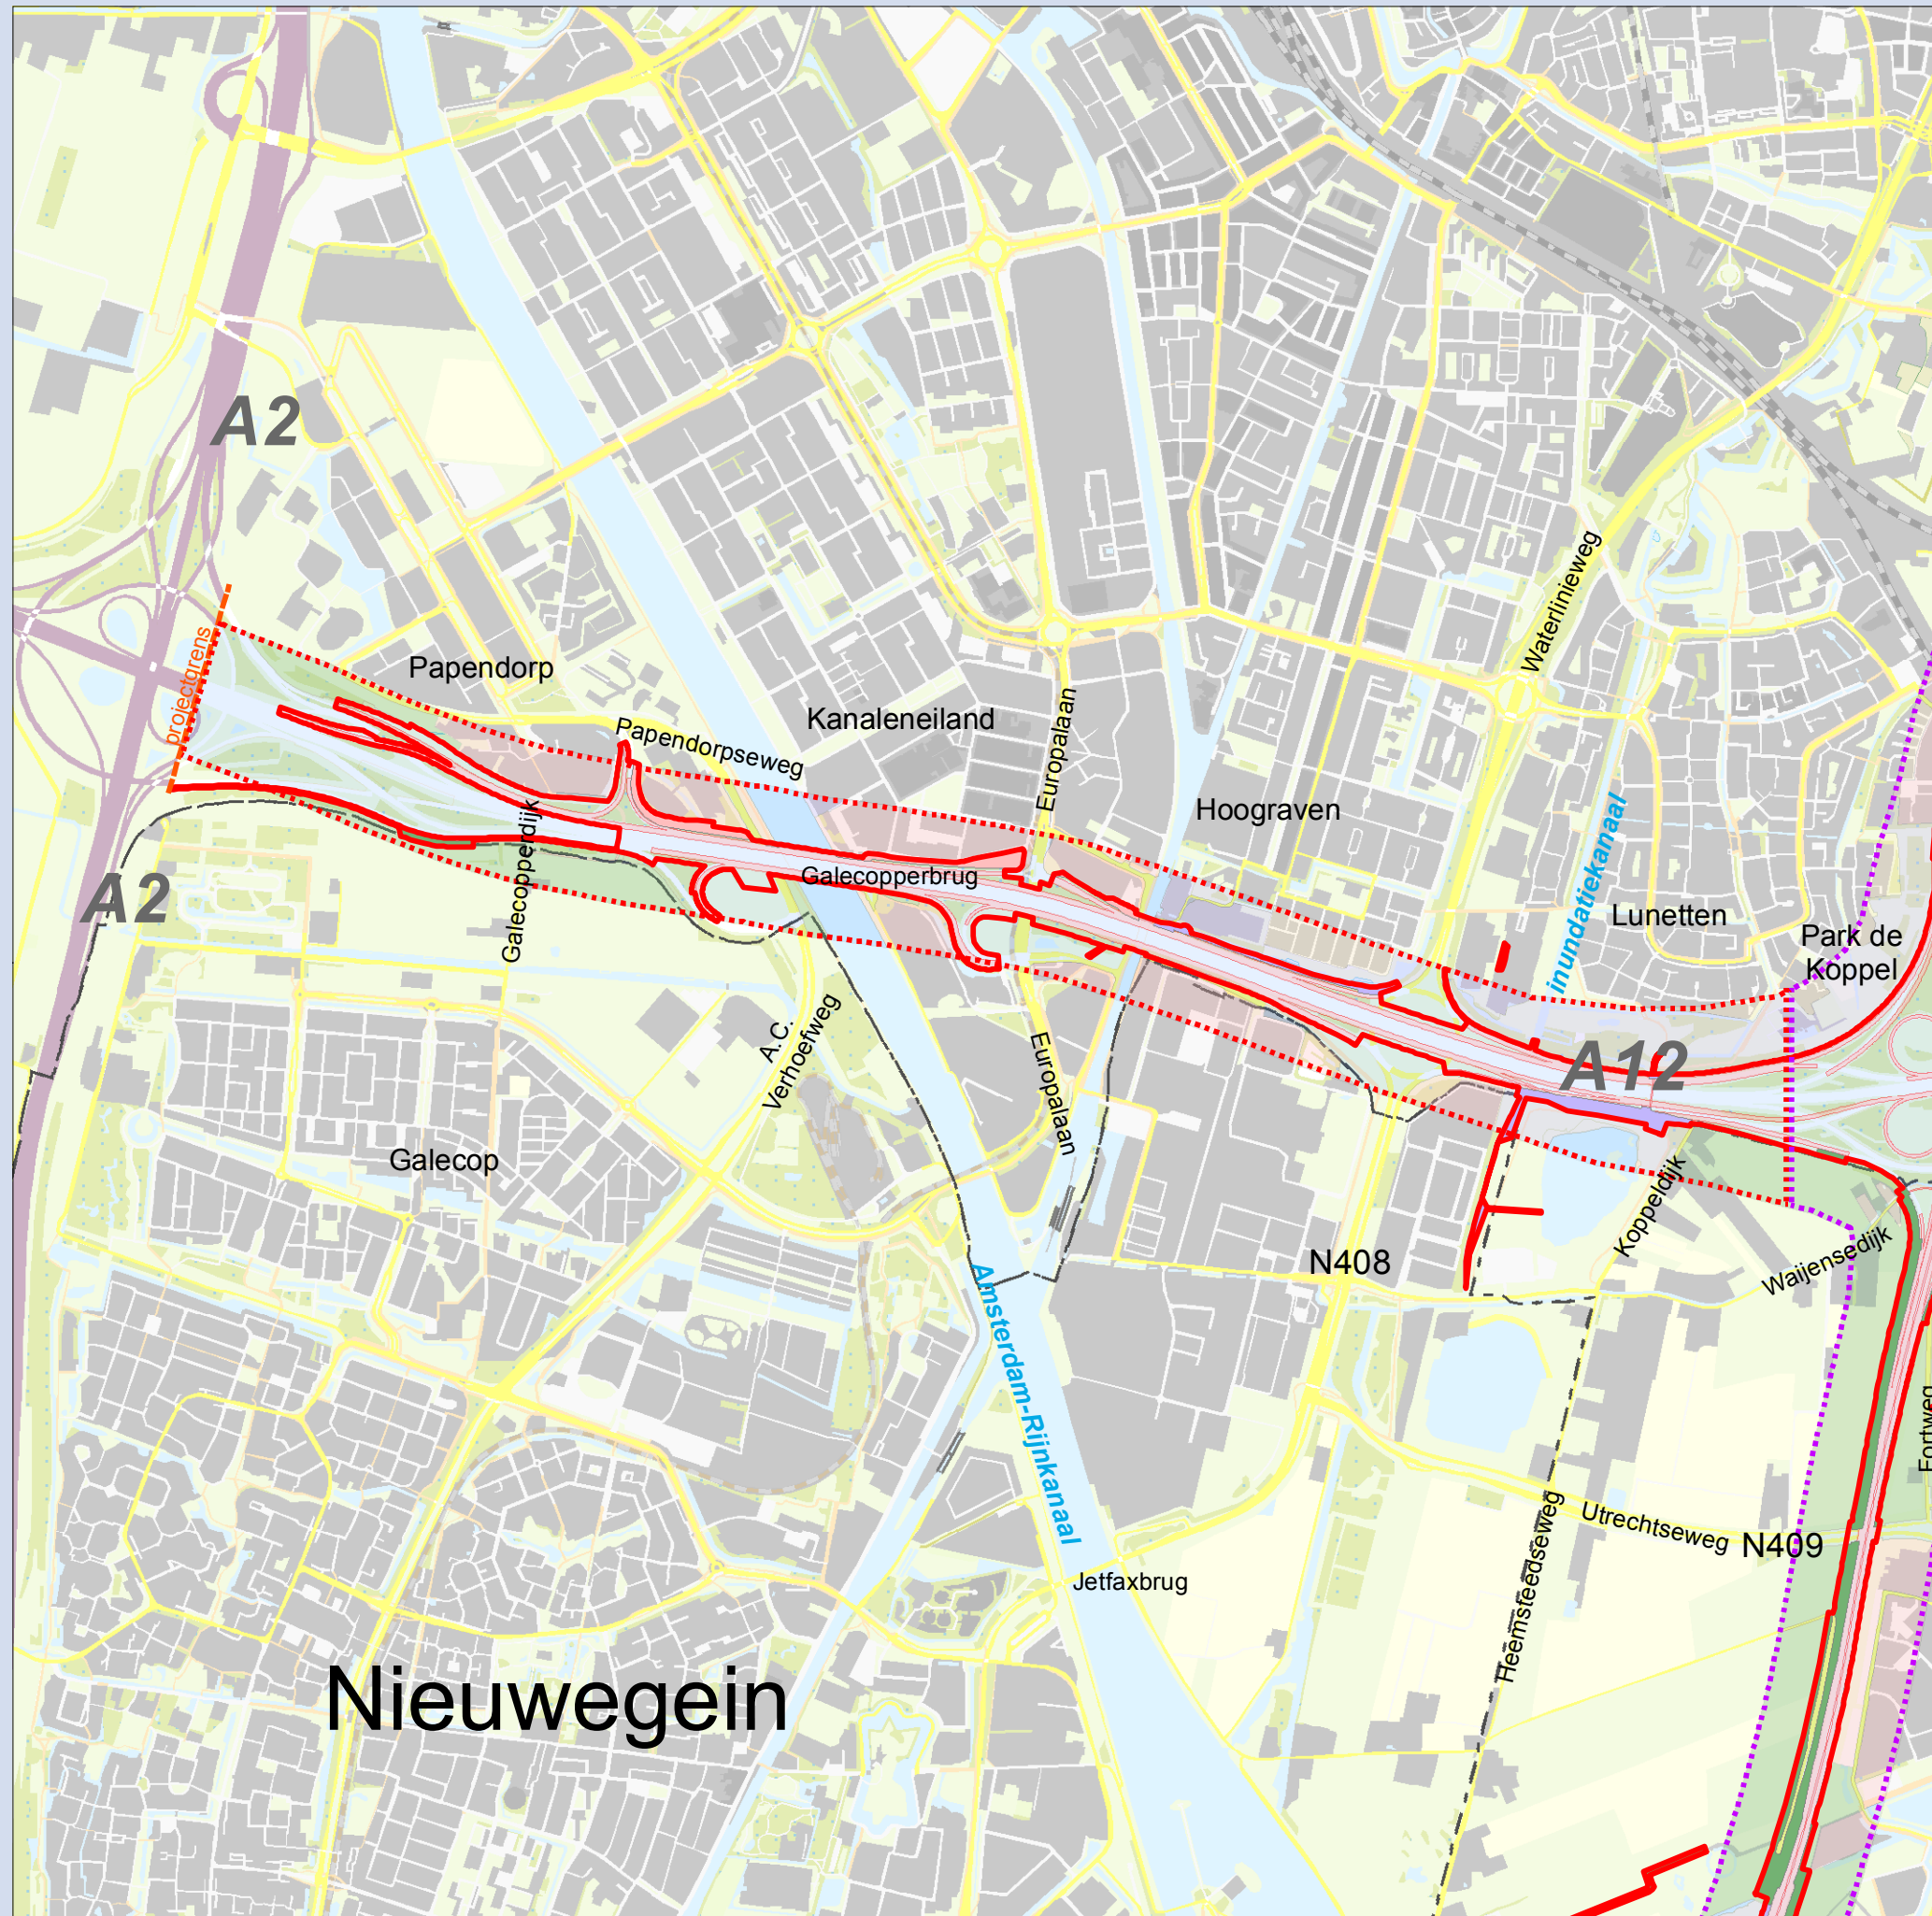 A2
Waterlinieweg
projectgrens
Papendorp
Papendorpseweg
Kanaleneiland
Europalaan
Hoograven
inundatiekanaal
Lunetten
Park de
Koppel
Galecopperdijk
Galecopperbrug
A2
A.C.
Verhoefweg
Europalaan
A12
Galecop
Koppeldijk
Waijensedijk
N408
Amsterdam-Rijnkanaal
Fortweg
Heemsteedseweg
Utrechtseweg
N409
Jetfaxbrug
Nieuwegein